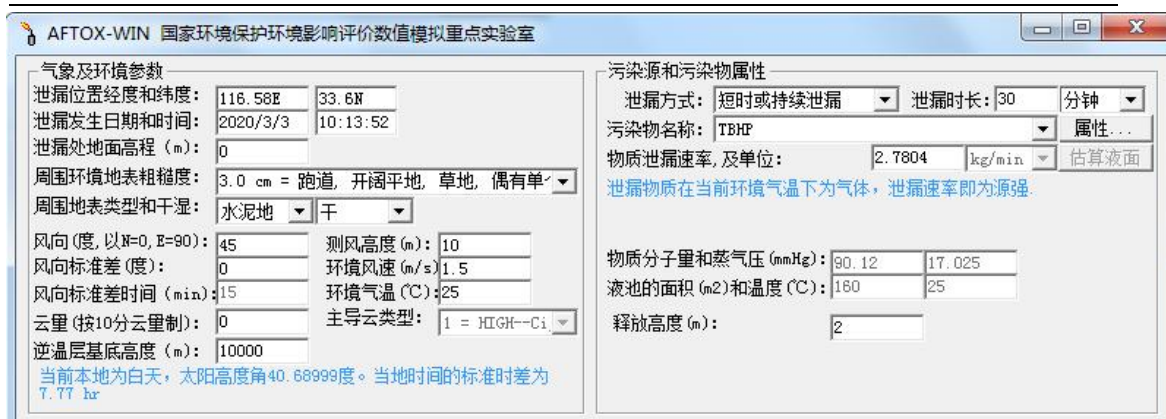 AFTOX-WIN 国家环境保护环境影响评价数值模拟重点实验室
气象及环境参数
泄漏位置经度和纬度： 116.58E 33.6N
泄漏发生日期和时间： 2020/3/3 10:13:52
泄漏处地面高程（m）： 0
周围环境地表粗糙度： 3.0 cm = 跑道, 开阔平地, 草地, 偶有单
周围地表类型和干湿： 水泥地 干
风向(度,以N=0,E=90)： 45 测风高度(m)： 10
风向标准差(度)： 0 环境风速(m/s) 1.5
风向标准差时间 (min)： 15 环境气温(℃)： 25
云量(按10分云量制)： 0 主导云类型： 1 = HIGH--Ci
逆温层基底高度 (m)： 10000
当前本地为白天，太阳高度角40.68999度。当地时间的标准时差为
7.77 hr
污染源和污染物属性
泄漏方式： 短时或持续泄漏 泄漏时长： 30 分钟
污染物名称： TBHP 属性...
物质泄漏速率,及单位： 2.7804 kg/min 估算液面
泄漏物质在当前环境气温下为气体，泄漏速率即为源强.
物质分子量和蒸气压(mmHg)： 90.12 17.025
液池的面积(m2)和温度(℃)： 160 25
释放高度(m)： 2